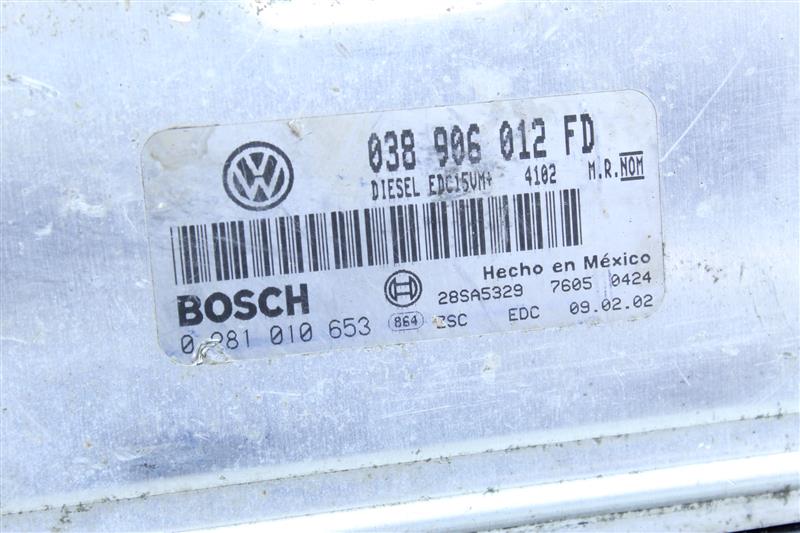 038 906 012 FD
DIESEL EDC15VM+ 4102 M.R.NOM
Hecho en México
BOSCH 28SA5329 7605 0424
0 281 010 653 864 ESC EDC 09.02.02